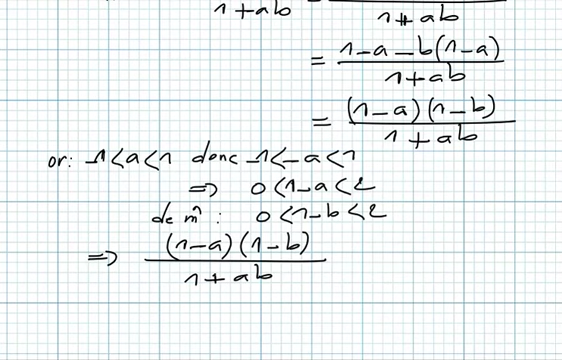 1+ab = 1+ab
= 1-a-b(1-a) / 1+ab
= (1-a)(1-b) / 1+ab
or: -1<a<1 donc -1<-a<1
=> 0<1-a<2
de m̂: 0<1-b<2
=> (1-a)(1-b) / 1+ab